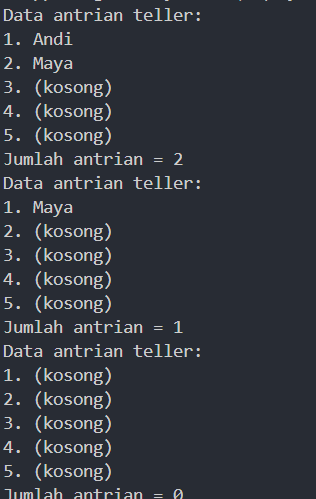 Data antrian teller:
1. Andi
2. Maya
3. (kosong)
4. (kosong)
5. (kosong)
Jumlah antrian = 2
Data antrian teller:
1. Maya
2. (kosong)
3. (kosong)
4. (kosong)
5. (kosong)
Jumlah antrian = 1
Data antrian teller:
1. (kosong)
2. (kosong)
3. (kosong)
4. (kosong)
5. (kosong)
Jumlah antrian = 0